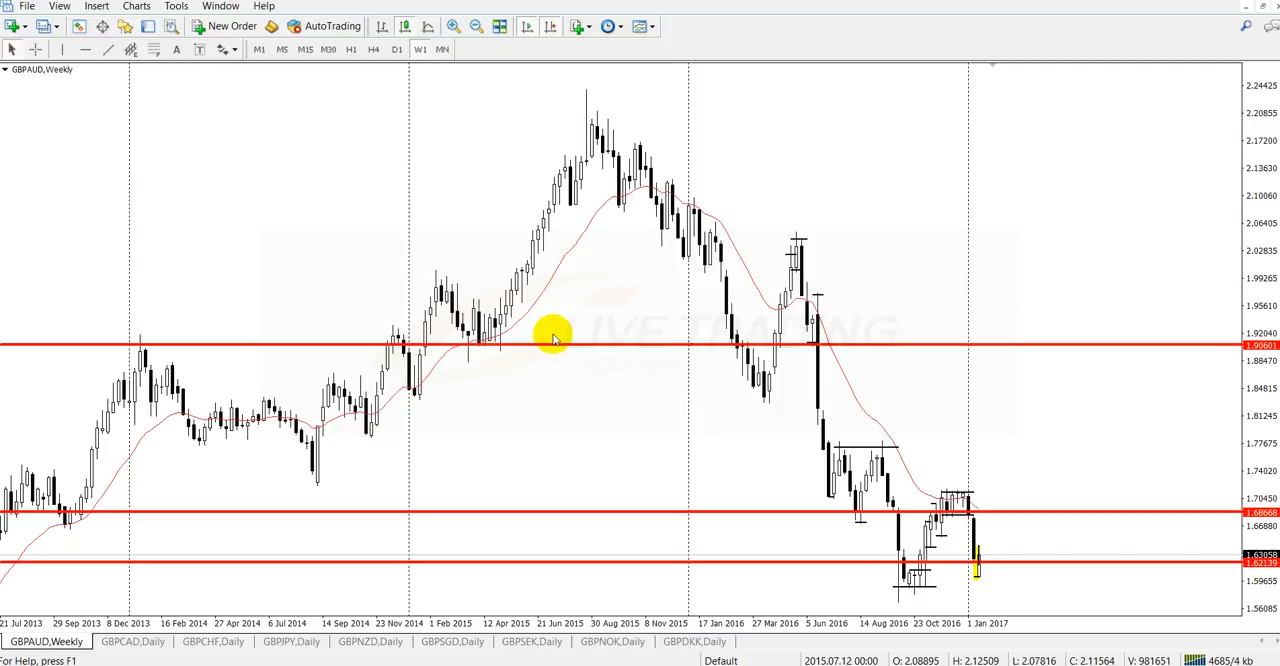 File View Insert Charts Tools Window Help
New Order AutoTrading
A T M1 M5 M15 M30 H1 H4 D1 W1 MN
GBPAUD,Weekly
2.24425
2.20855
2.17200
2.13630
2.10060
2.06405
2.02835
1.99265
1.95610
1.92040
1.90601
1.88470
1.84815
1.81245
1.77675
1.74020
1.70450
1.68668
1.66880
1.63058
1.62139
1.59655
1.56085
LIVE TRADING
21 Jul 2013 29 Sep 2013 8 Dec 2013 16 Feb 2014 27 Apr 2014 6 Jul 2014 14 Sep 2014 23 Nov 2014 1 Feb 2015 12 Apr 2015 21 Jun 2015 30 Aug 2015 8 Nov 2015 17 Jan 2016 27 Mar 2016 5 Jun 2016 14 Aug 2016 23 Oct 2016 1 Jan 2017
GBPAUD,Weekly GBPCAD,Daily GBPCHF,Daily GBPJPY,Daily GBPNZD,Daily GBPSGD,Daily GBPSEK,Daily GBPNOK,Daily GBPDKK,Daily
For Help, press F1 Default 2015.07.12 00:00 O: 2.08895 H: 2.12509 L: 2.07816 C: 2.11564 V: 981651 4685/4 kb